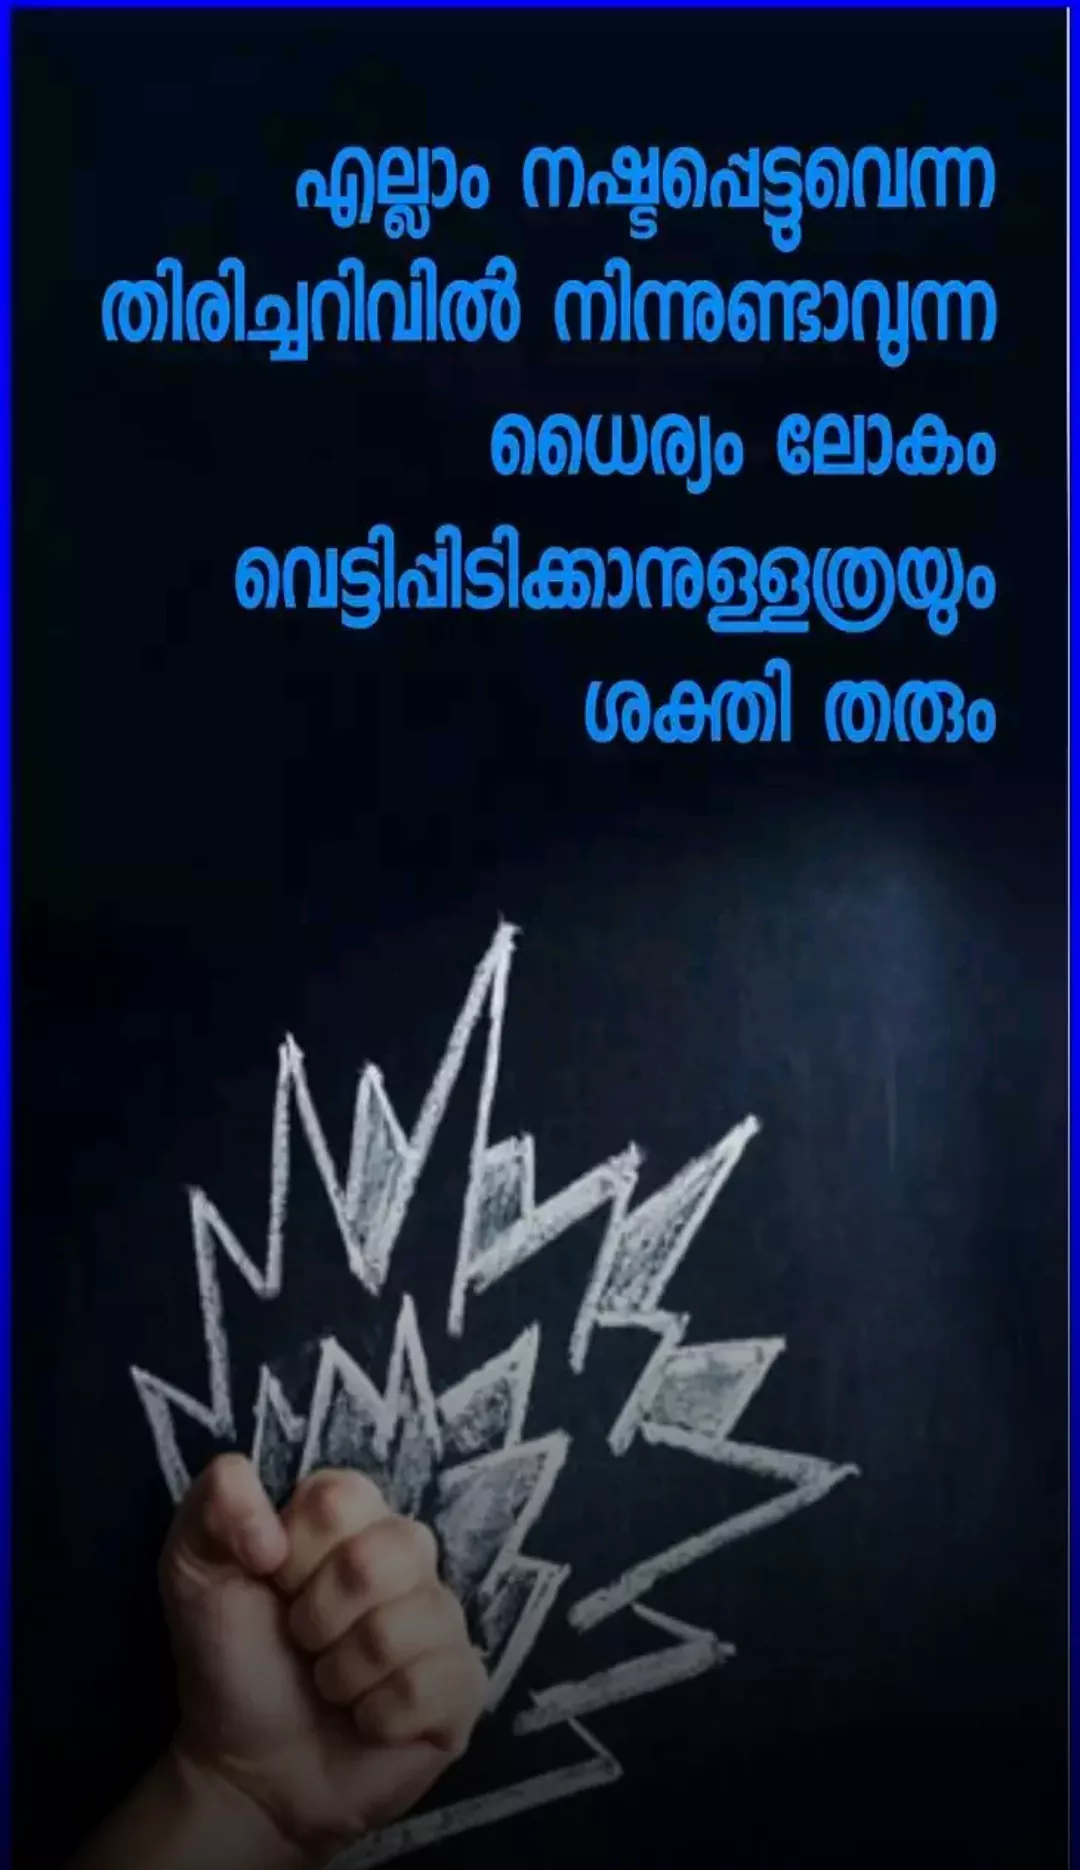 എല്ലാം നഷ്ടപ്പെട്ടുവെന്ന
തിരിച്ചറിവിൽ നിന്നുണ്ടാവുന്ന
ധൈര്യം ലോകം
വെട്ടിപ്പിടിക്കാനുള്ളത്രയും
ശക്തി തരും